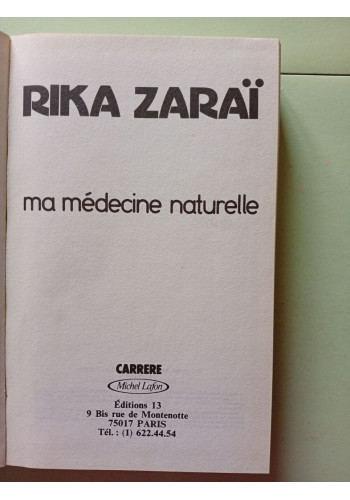 RIKA ZARAÏ
ma médecine naturelle
CARRERE
Michel Lafon
Éditions 13
9 Bis rue de Montenotte
75017 PARIS
Tél. : (1) 622.44.54